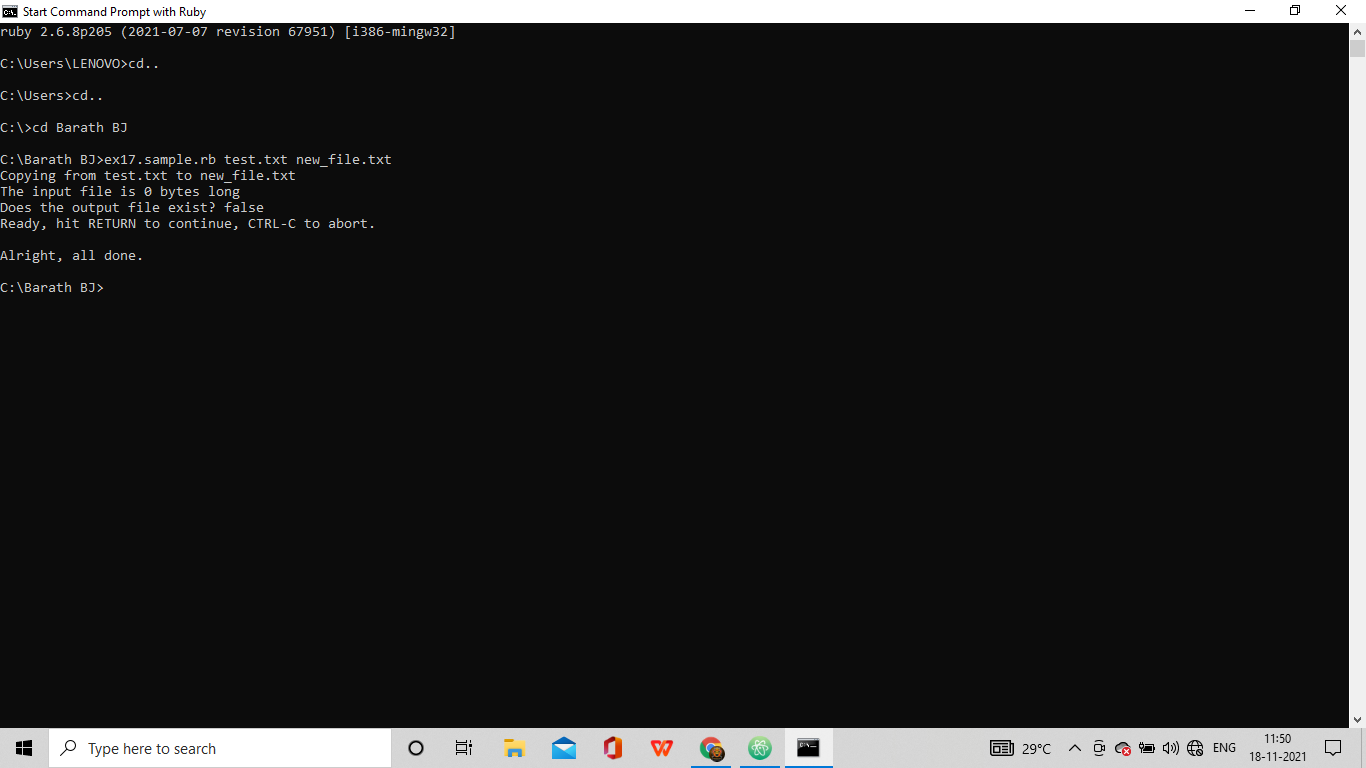 Start Command Prompt with Ruby
ruby 2.6.8p205 (2021-07-07 revision 67951) [i386-mingw32]
C:\Users\LENOVO>cd..
C:\Users>cd..
C:\>cd Barath BJ
C:\Barath BJ>ex17.sample.rb test.txt new_file.txt
Copying from test.txt to new_file.txt
The input file is 0 bytes long
Does the output file exist? false
Ready, hit RETURN to continue, CTRL-C to abort.
Alright, all done.
C:\Barath BJ>
Type here to search
29°C
ENG
11:50
18-11-2021